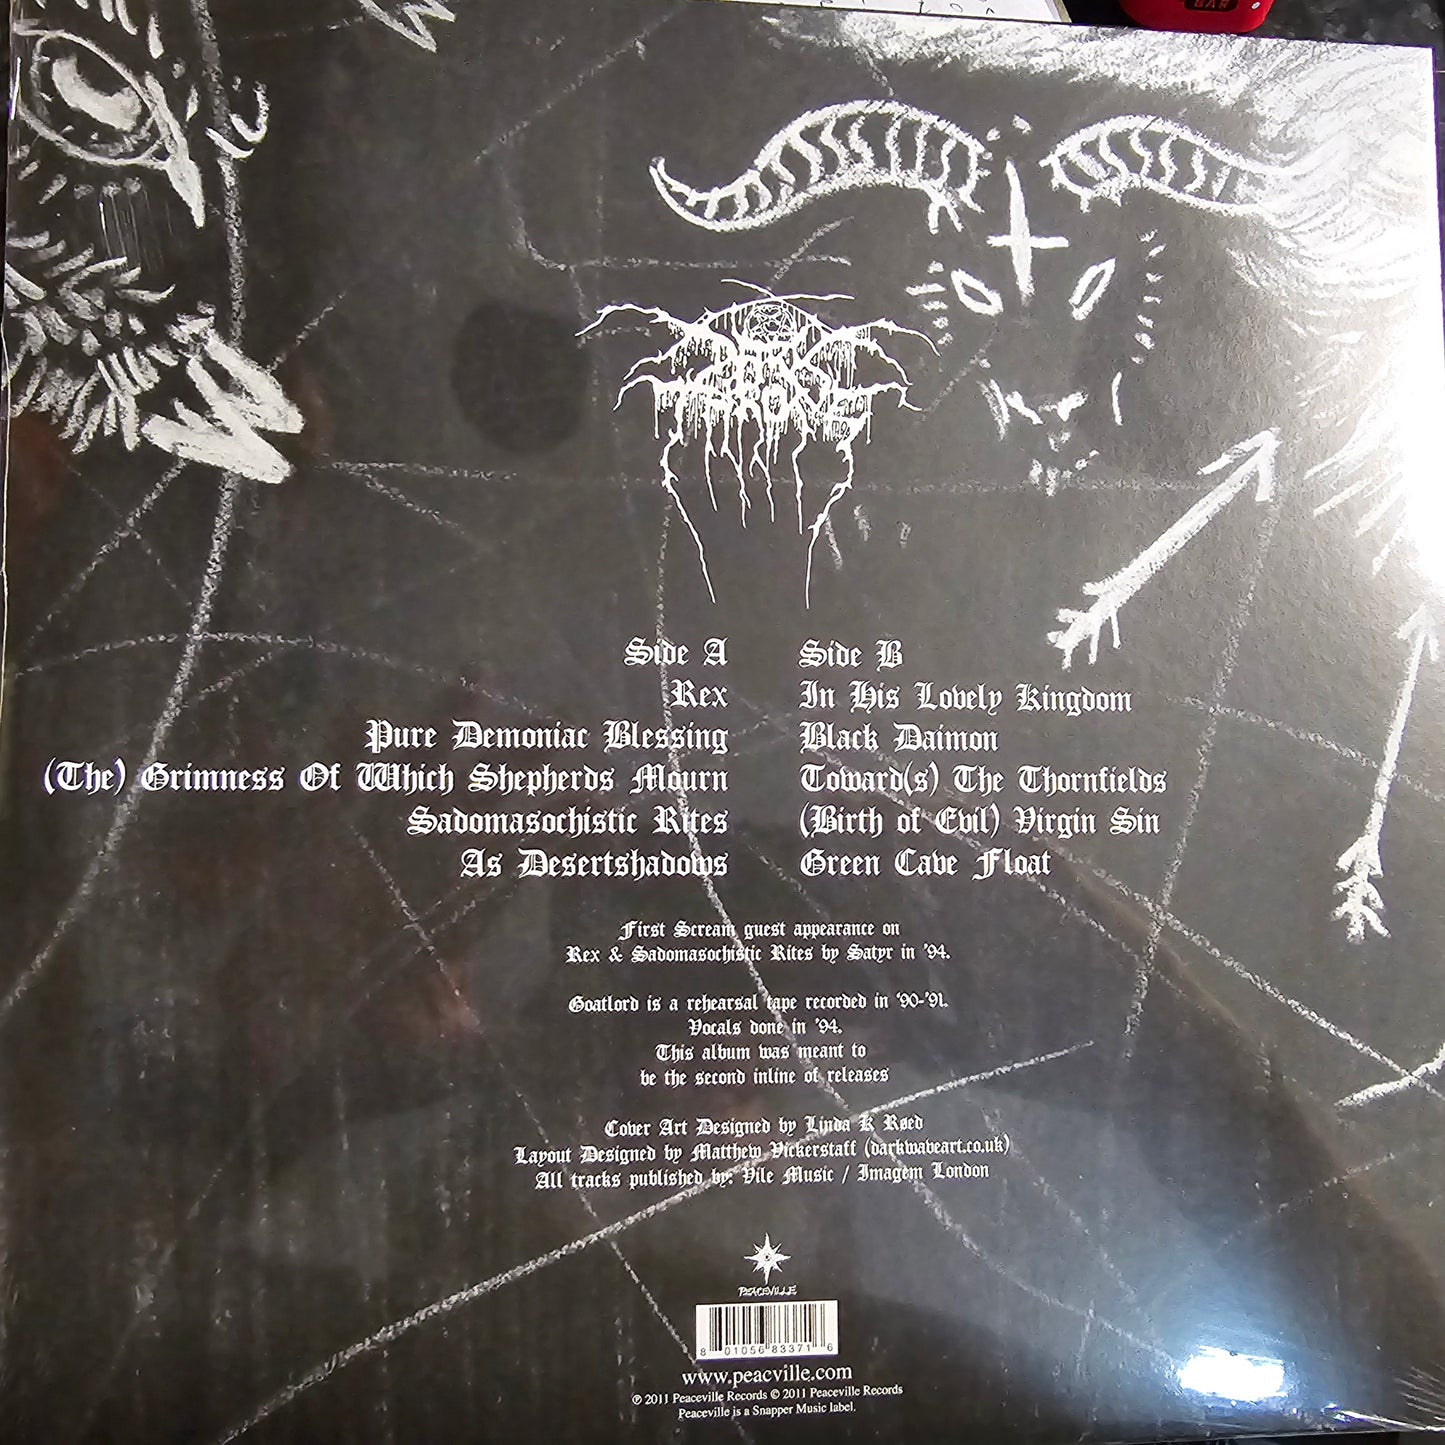 BAR
DARK
THRONE
Side A
Rex
Pure Demoniac Blessing
(The) Grimness Of Which Shepherds Mourn
Sadomasochistic Rites
As Desertshadows
Side B
In His Lovely Kingdom
Black Daimon
Toward(s) The Thornfields
(Birth of Evil) Virgin Sin
Green Cave Float
First Scream guest appearance on
Rex & Sadomasochistic Rites by Satyr in '94.
Goatlord is a rehearsal tape recorded in '90-'91.
Vocals done in '94.
This album was meant to
be the second inline of releases
Cover Art Designed by Linda K Røed
Layout Designed by Matthew Vickerstaff (darkwaveart.co.uk)
All tracks published by: Vile Music / Imagem London
PEACEVILLE
8 01056 83371 6
www.peacville.com
℗ 2011 Peaceville Records © 2011 Peaceville Records
Peaceville is a Snapper Music label.